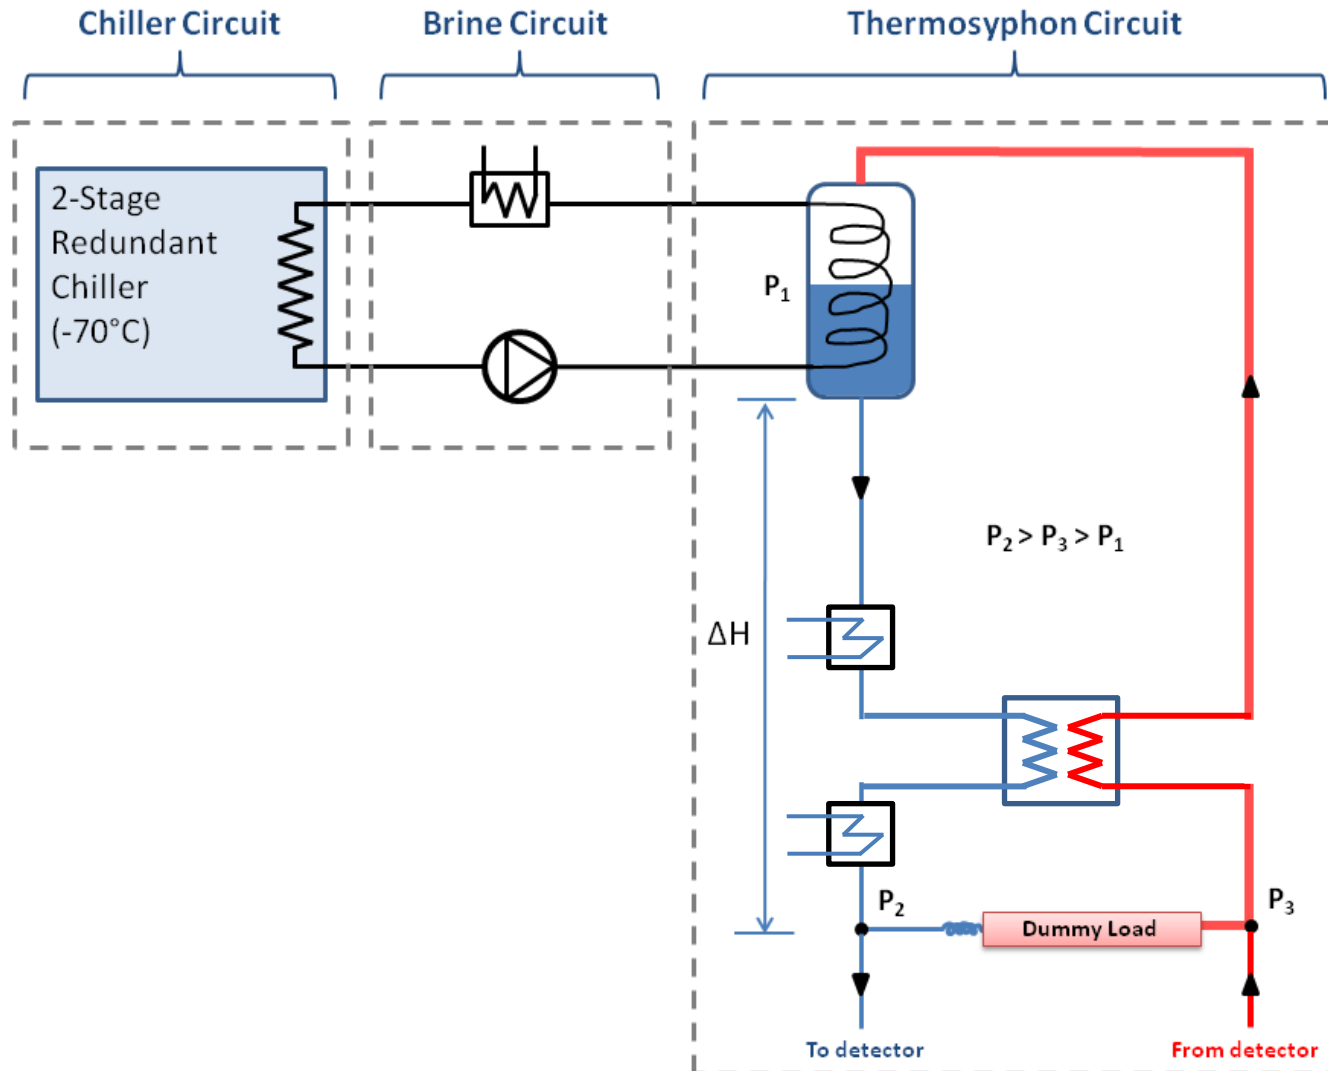 Chiller Circuit
Brine Circuit
Thermosyphon Circuit
2-Stage
Redundant
Chiller
(-70°C)
P₁
P₂ > P₃ > P₁
ΔH
P₂
P₃
Dummy Load
To detector
From detector